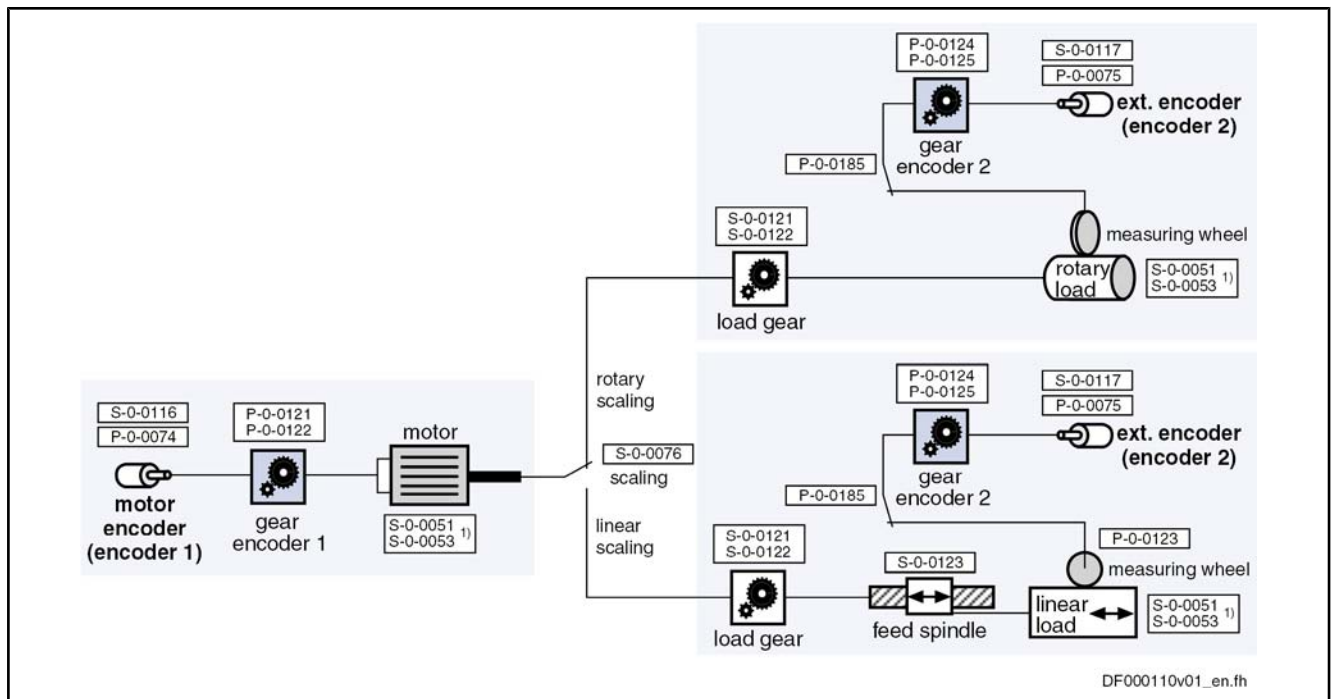 P-0-0124
P-0-0125
S-0-0117
P-0-0075
ext. encoder
(encoder 2)
gear
encoder 2
P-0-0185
S-0-0121
S-0-0122
measuring wheel
rotary
load
S-0-0051
S-0-0053 1)
load gear
rotary
scaling
S-0-0116
P-0-0074
P-0-0121
P-0-0122
motor
motor
encoder
(encoder 1)
gear
encoder 1
S-0-0051
S-0-0053 1)
S-0-0076
scaling
linear
scaling
P-0-0124
P-0-0125
S-0-0117
P-0-0075
ext. encoder
(encoder 2)
gear
encoder 2
P-0-0185
S-0-0121
S-0-0122
P-0-0123
S-0-0123
measuring wheel
linear
load
S-0-0051
S-0-0053 1)
load gear
feed spindle
DF000110v01_en.fh